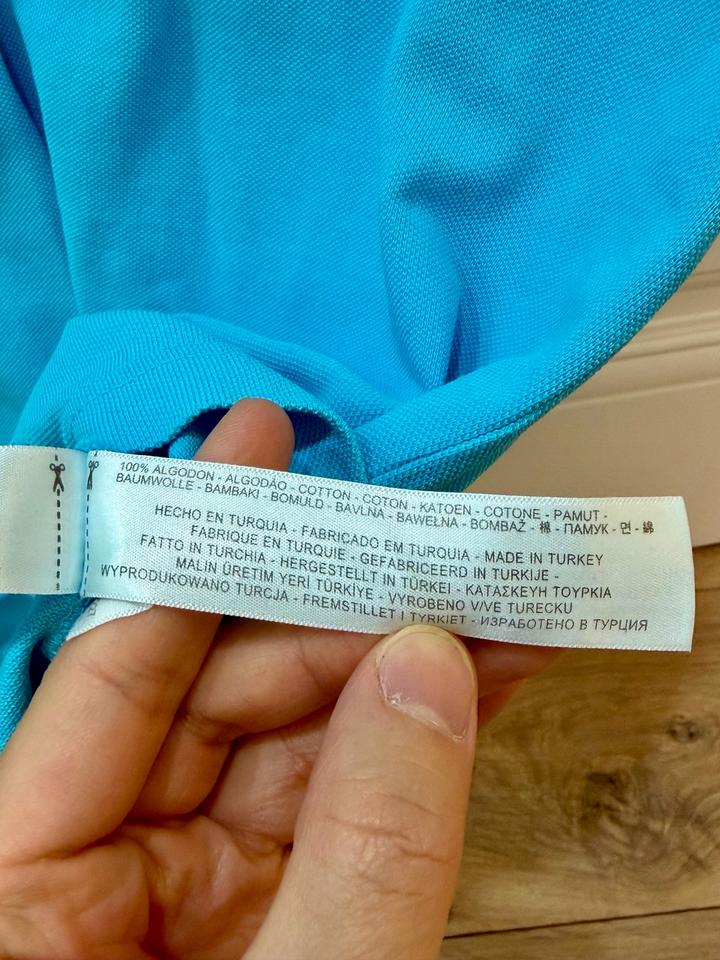 100% ALGODON - ALGODÃO - COTTON - COTON - KATOEN - COTONE - PAMUT -
BAUMWOLLE - BAMBAKI - BOMULD - BAVLNA - BAWEŁNA - BOMBAŽ - 棉 - ПАМУК - 면 - 綿
HECHO EN TURQUIA - FABRICADO EM TURQUIA - MADE IN TURKEY
FABRIQUE EN TURQUIE - GEFABRICEERD IN TURKIJE -
FATTO IN TURCHIA - HERGESTELLT IN TÜRKEI - ΚΑΤΑΣΚΕΥΗ ΤΟΥΡΚΙΑ
MALIN ÜRETİM YERİ TÜRKİYE - VYROBENO V/VE TURECKU
WYPRODUKOWANO TURCJA - FREMSTILLET I TYRKIET - ИЗРАБОТЕНО В ТУРЦИЯ